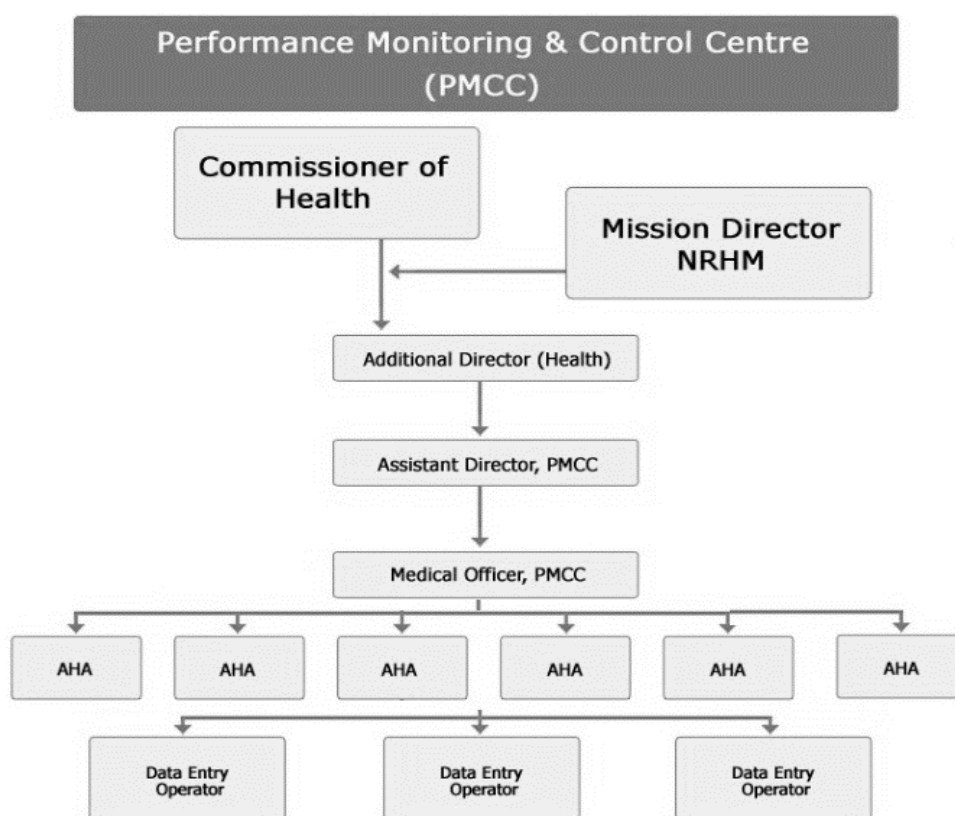 Performance Monitoring & Control Centre
(PMCC)
Commissioner of
Health
Mission Director
NRHM
Additional Director (Health)
Assistant Director, PMCC
Medical Officer, PMCC
AHA
AHA
AHA
AHA
AHA
AHA
Data Entry
Operator
Data Entry
Operator
Data Entry
Operator